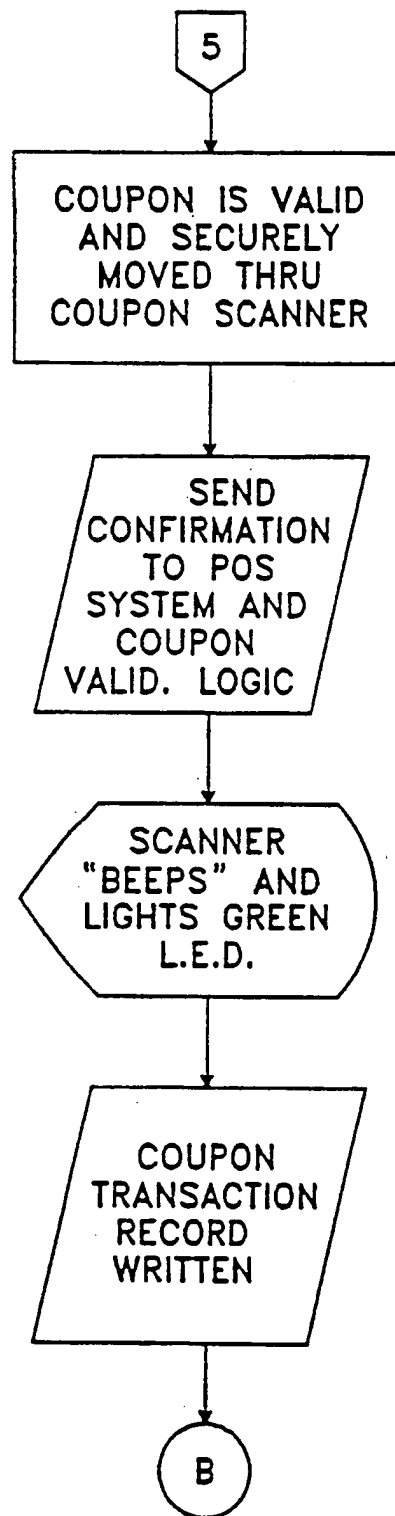 5
COUPON IS VALID
AND SECURELY
MOVED THRU
COUPON SCANNER
SEND
CONFIRMATION
TO POS
SYSTEM AND
COUPON
VALID. LOGIC
SCANNER
“BEEPS” AND
LIGHTS GREEN
L.E.D.
COUPON
TRANSACTION
RECORD
WRITTEN
B